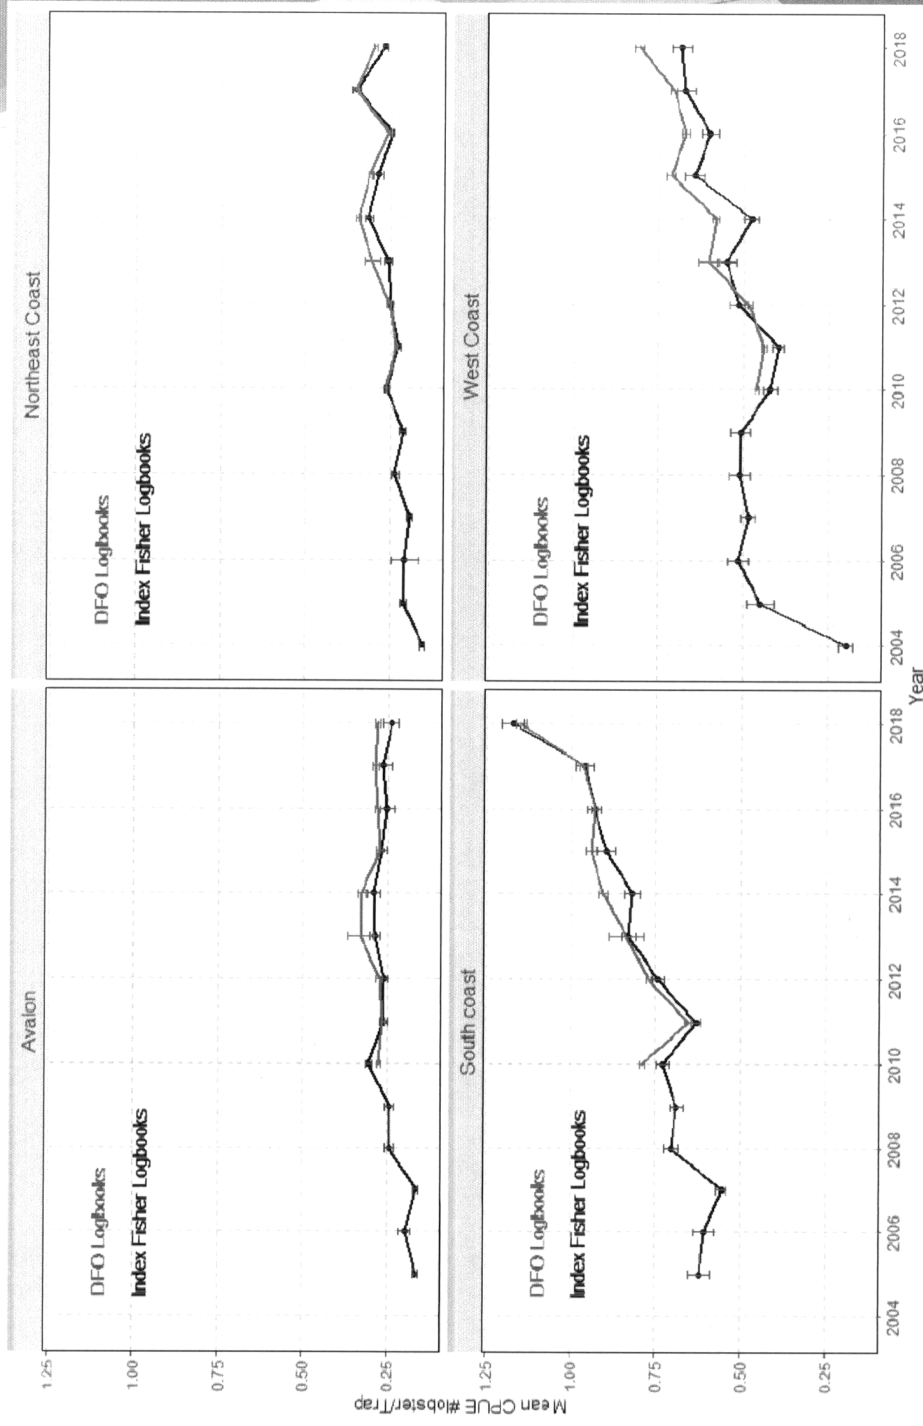 Avalon
Northeast Coast
1.25
1.00
0.75
0.50
0.25
DFO Logbooks
Index Fisher Logbooks
DFO Logbooks
Index Fisher Logbooks
South coast
West Coast
1.25
1.00
0.75
0.50
0.25
DFO Logbooks
Index Fisher Logbooks
DFO Logbooks
Index Fisher Logbooks
2004 2006 2008 2010 2012 2014 2016 2018
2004 2006 2008 2010 2012 2014 2016 2018
Mean CPUE #lobster/Trap
Year